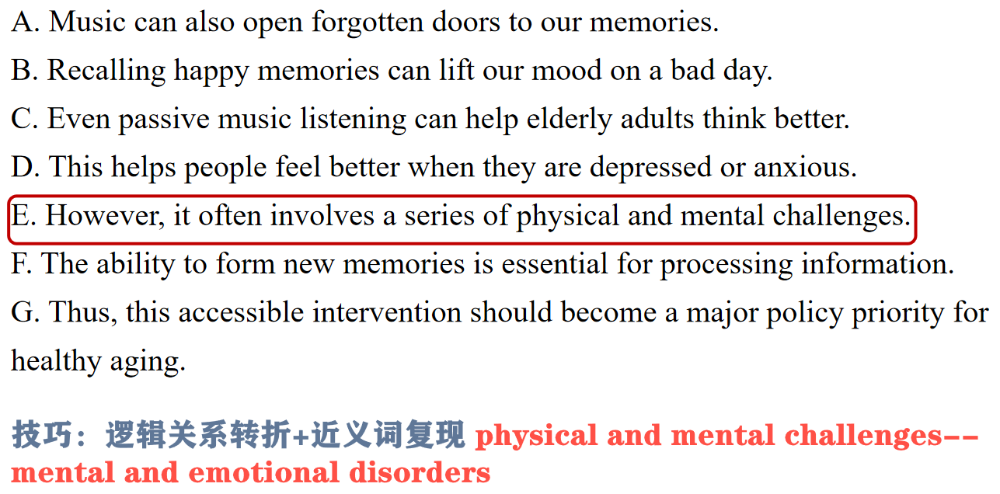 A. Music can also open forgotten doors to our memories.
B. Recalling happy memories can lift our mood on a bad day.
C. Even passive music listening can help elderly adults think better.
D. This helps people feel better when they are depressed or anxious.
E. However, it often involves a series of physical and mental challenges.
F. The ability to form new memories is essential for processing information.
G. Thus, this accessible intervention should become a major policy priority for
healthy aging.
技巧：逻辑关系转折+近义词复现 physical and mental challenges--
mental and emotional disorders